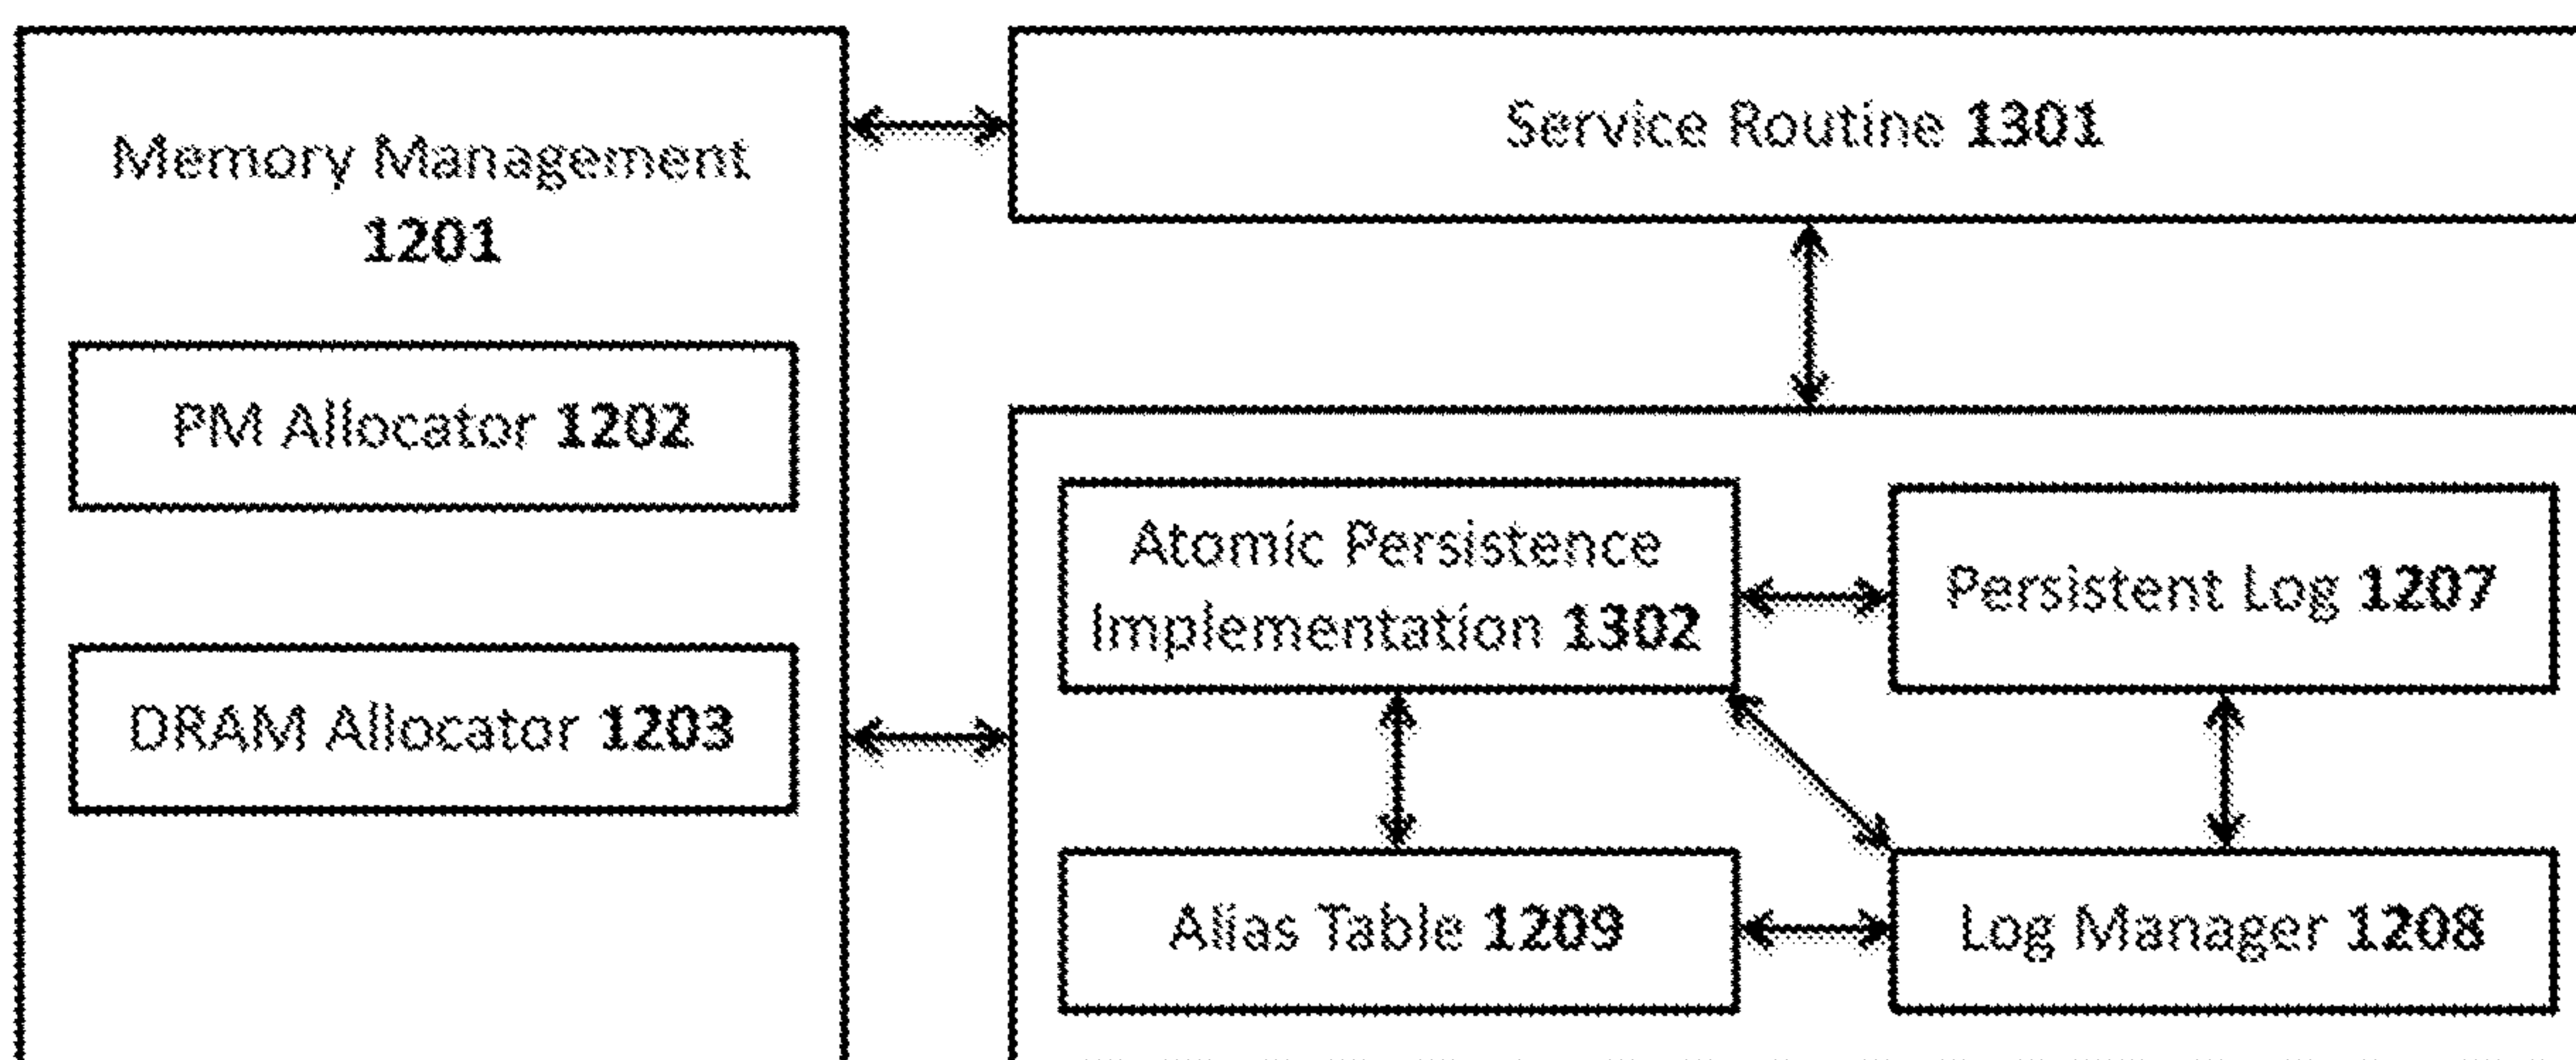 Memory Management
1201
PM Allocator 1202
DRAM Allocator 1203
Service Routine 1301
Atomic Persistence
Implementation 1302
Persistent Log 1207
Alias Table 1209
Log Manager 1208